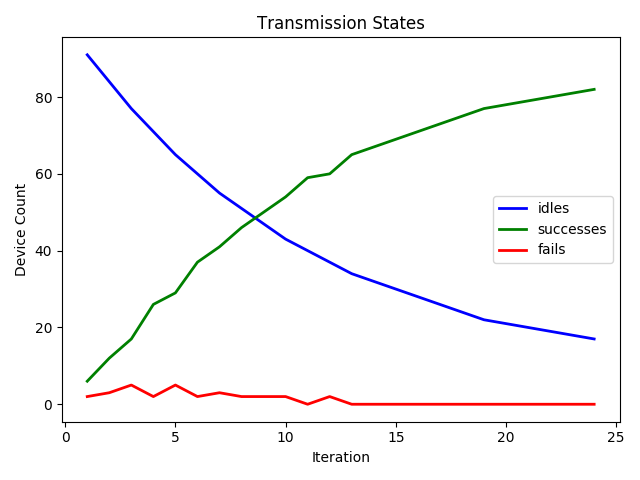 Transmission States
Device Count
80
60
40
20
0
idles
successes
fails
0 5 10 15 20 25
Iteration